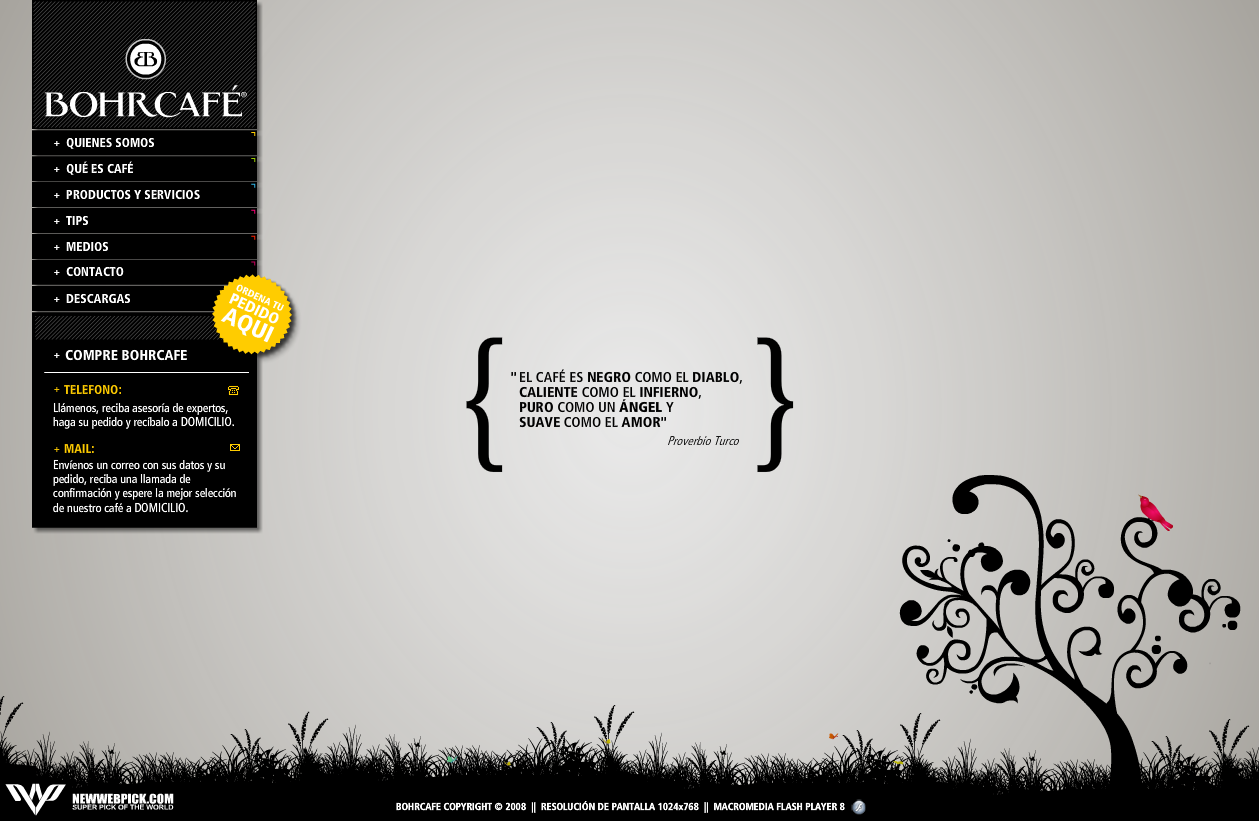 BOHRCAFÉ®
+ QUIENES SOMOS
+ QUÉ ES CAFÉ
+ PRODUCTOS Y SERVICIOS
+ TIPS
+ MEDIOS
+ CONTACTO
+ DESCARGAS
ORDENA TU
PEDIDO
AQUI
+ COMPRE BOHRCAFE
+ TELEFONO:
Llámenos, reciba asesoría de expertos,
haga su pedido y recíbalo a DOMICILIO.
+ MAIL:
Envíenos un correo con sus datos y su
pedido, reciba una llamada de
confirmación y espere la mejor selección
de nuestro café a DOMICILIO.
{ }
" EL CAFÉ ES NEGRO COMO EL DIABLO,
CALIENTE COMO EL INFIERNO,
PURO COMO UN ÁNGEL Y
SUAVE COMO EL AMOR"
Proverbio Turco
NEWWEBPICK.COM
SUPER PICK OF THE WORLD
BOHRCAFE COPYRIGHT © 2008 || RESOLUCIÓN DE PANTALLA 1024x768 || MACROMEDIA FLASH PLAYER 8